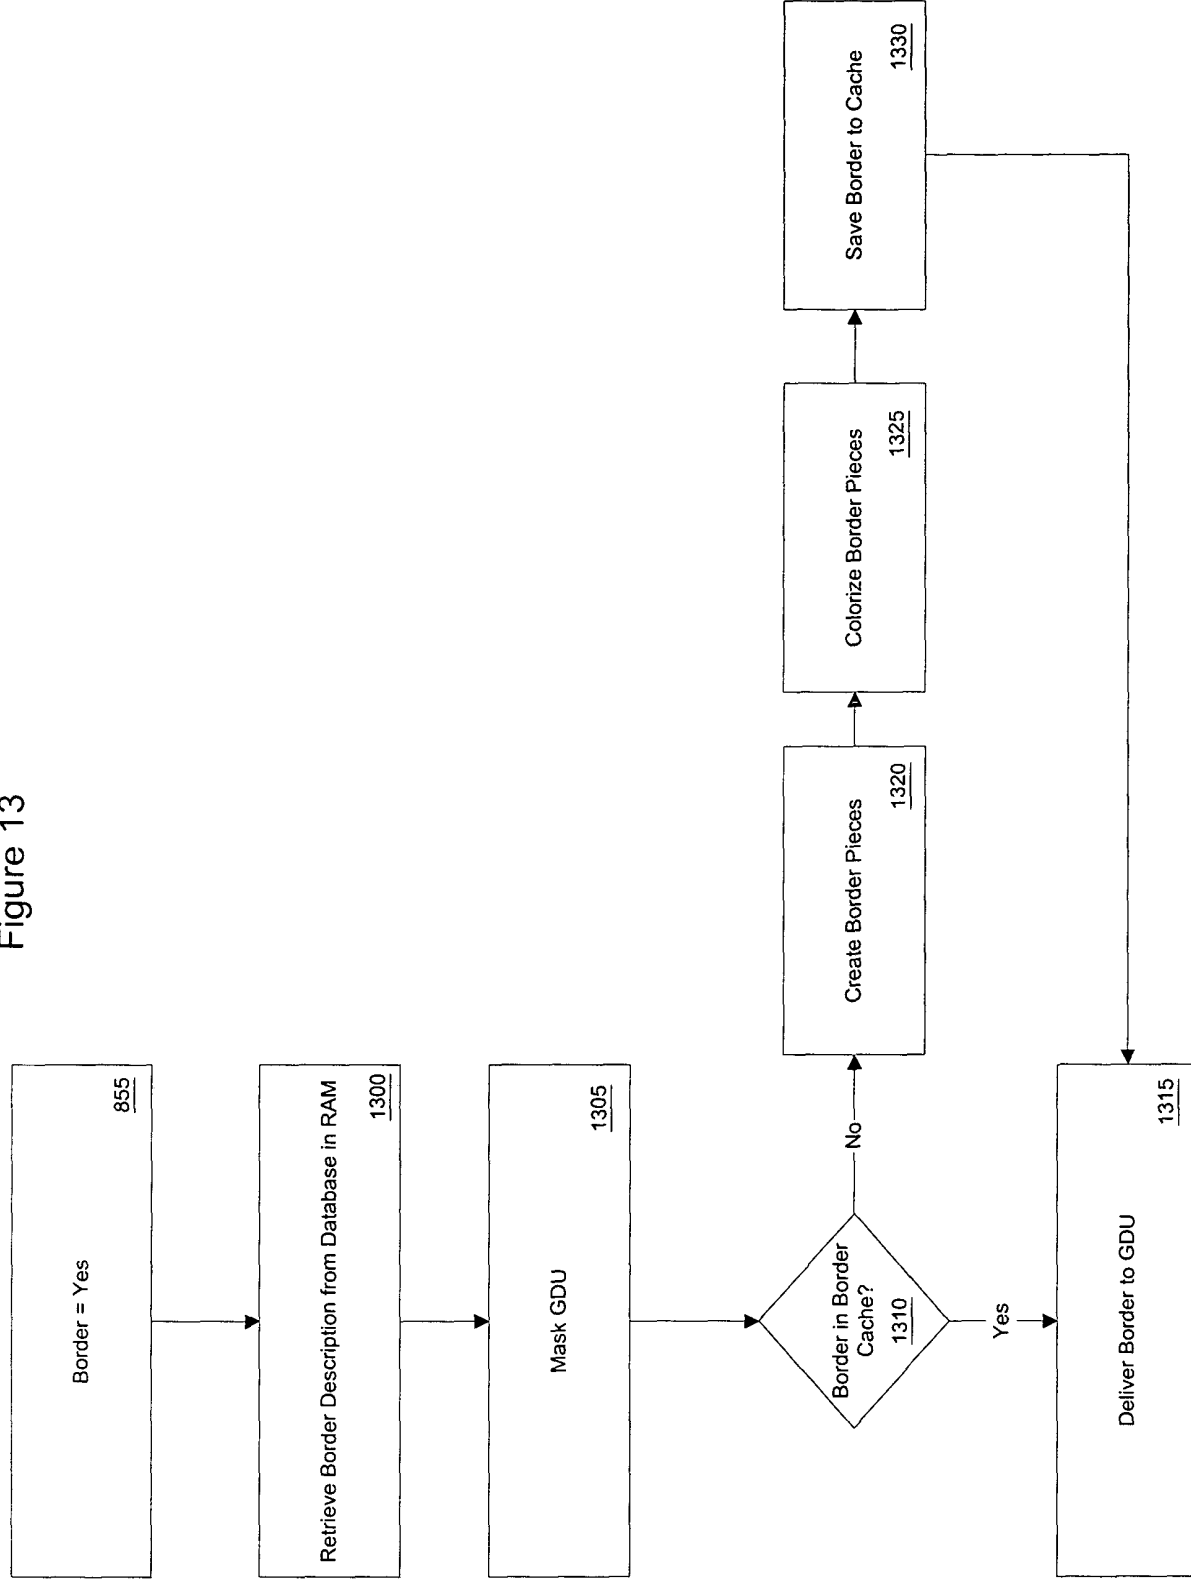 Figure 13
Border = Yes
855
Retrieve Border Description from Database in RAM
1300
Mask GDU
1305
Border in Border
Cache?
1310
No
Yes
Create Border Pieces
1320
Colorize Border Pieces
1325
Save Border to Cache
1330
Deliver Border to GDU
1315